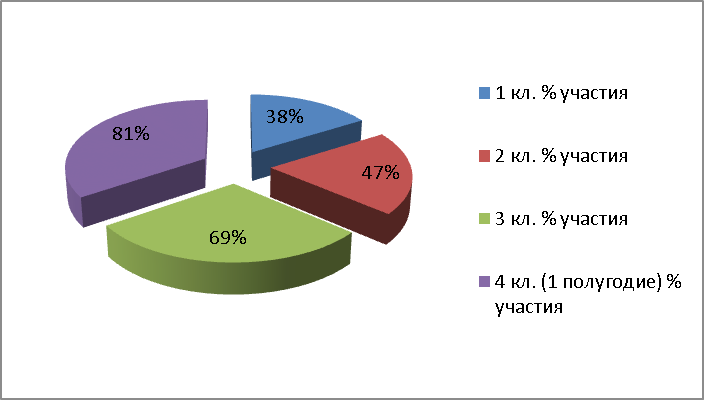 38%
47%
69%
81%
1 кл. % участия
2 кл. % участия
3 кл. % участия
4 кл. (1 полугодие) %
участия